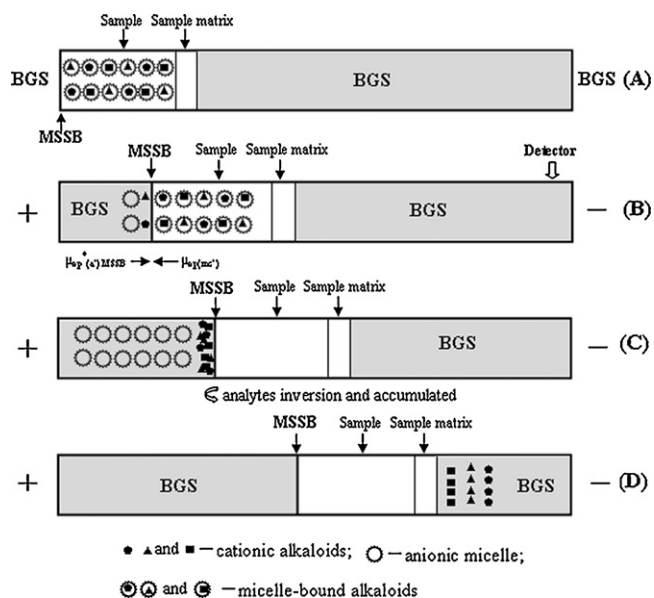 Sample Sample matrix
BGS BGS BGS (A)
MSSB
MSSB Sample Sample matrix Detector
+ BGS BGS − (B)
μep⁺(a⁺)MSSB μep(mc⁻)
MSSB Sample Sample matrix
+ BGS − (C)
analytes inversion and accumulated
MSSB Sample Sample matrix
+ BGS BGS − (D)
and — cationic alkaloids; — anionic micelle;
and — micelle-bound alkaloids